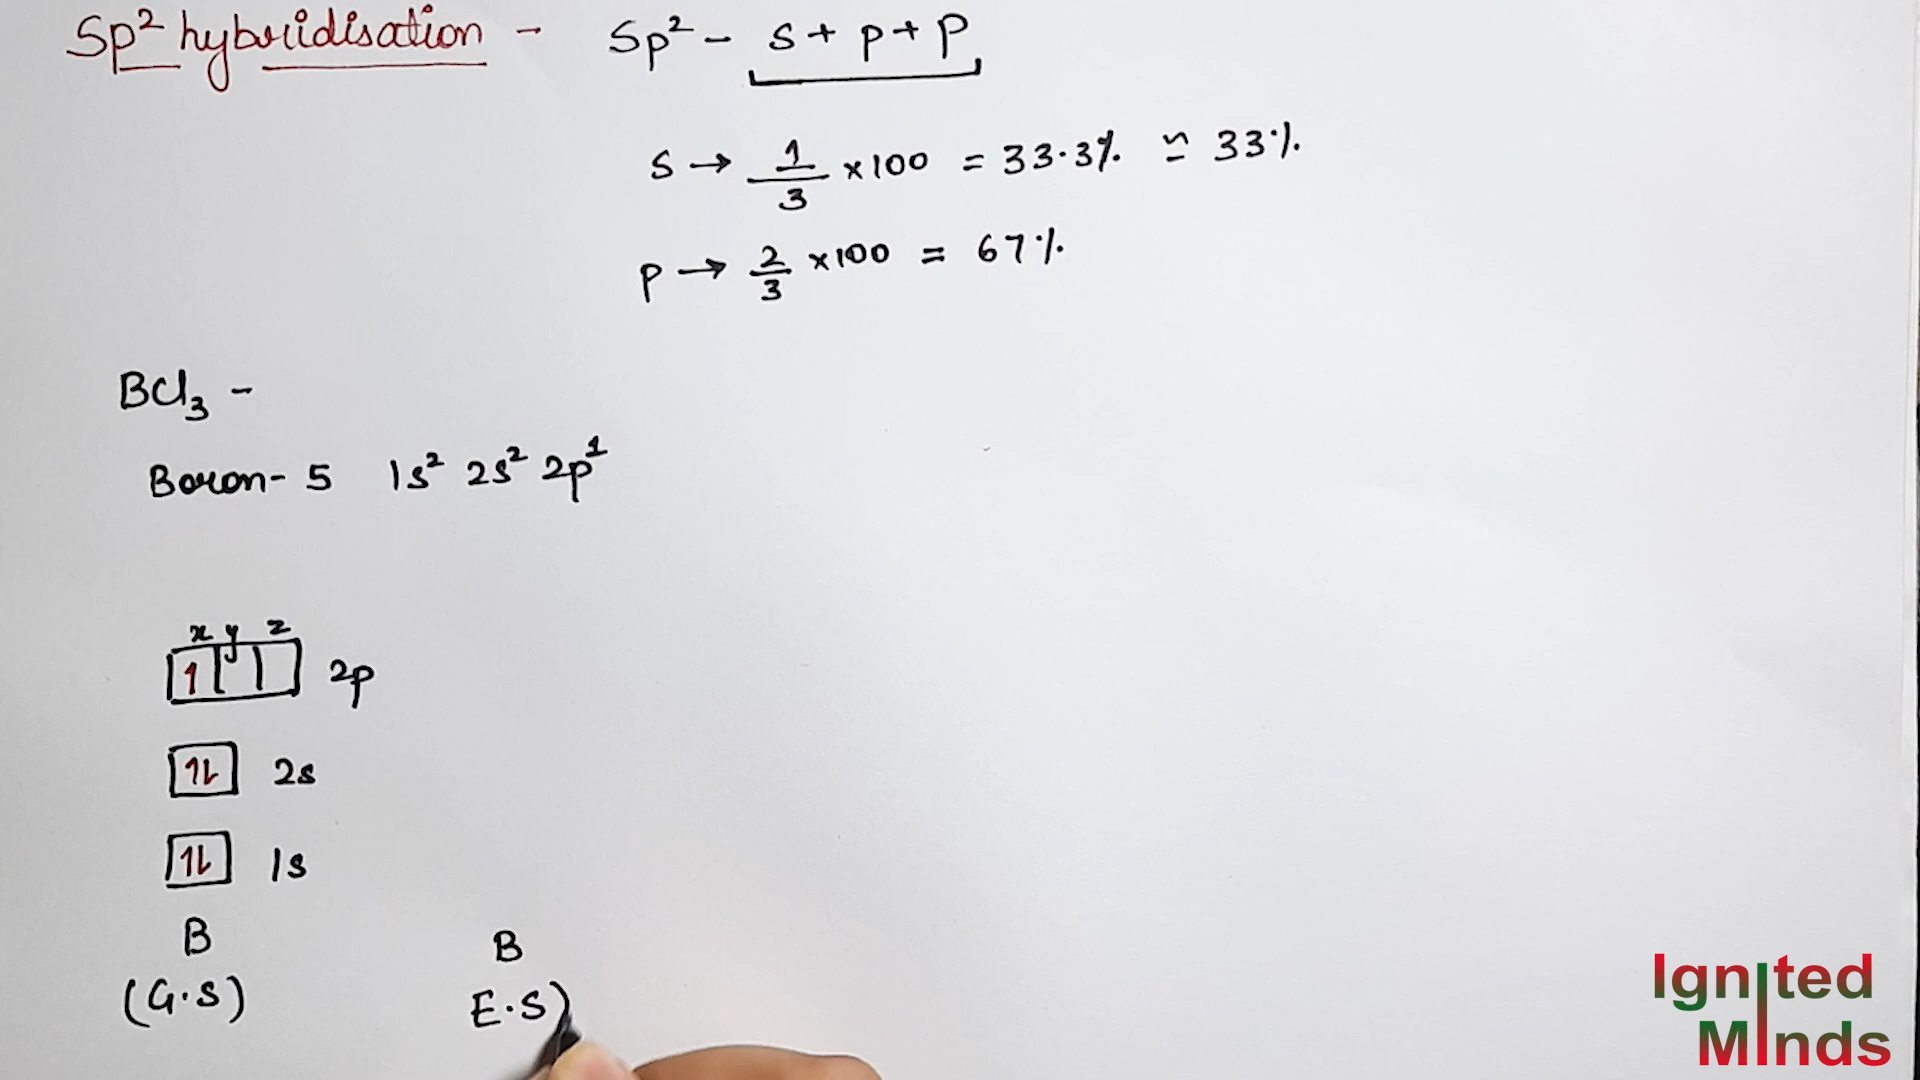 Sp² hybridisation - Sp² - s + p + p
S → 1/3 × 100 = 33.3% ≃ 33%
P → 2/3 × 100 = 67%
BCl₃ -
Boron - 5 1s² 2s² 2p¹
x y z
1 2p
1l 2s
1l 1s
B B
(G.S) E.S)
Ignited
Minds